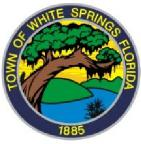 TOWN OF WHITE SPRINGS FLORIDA
1885